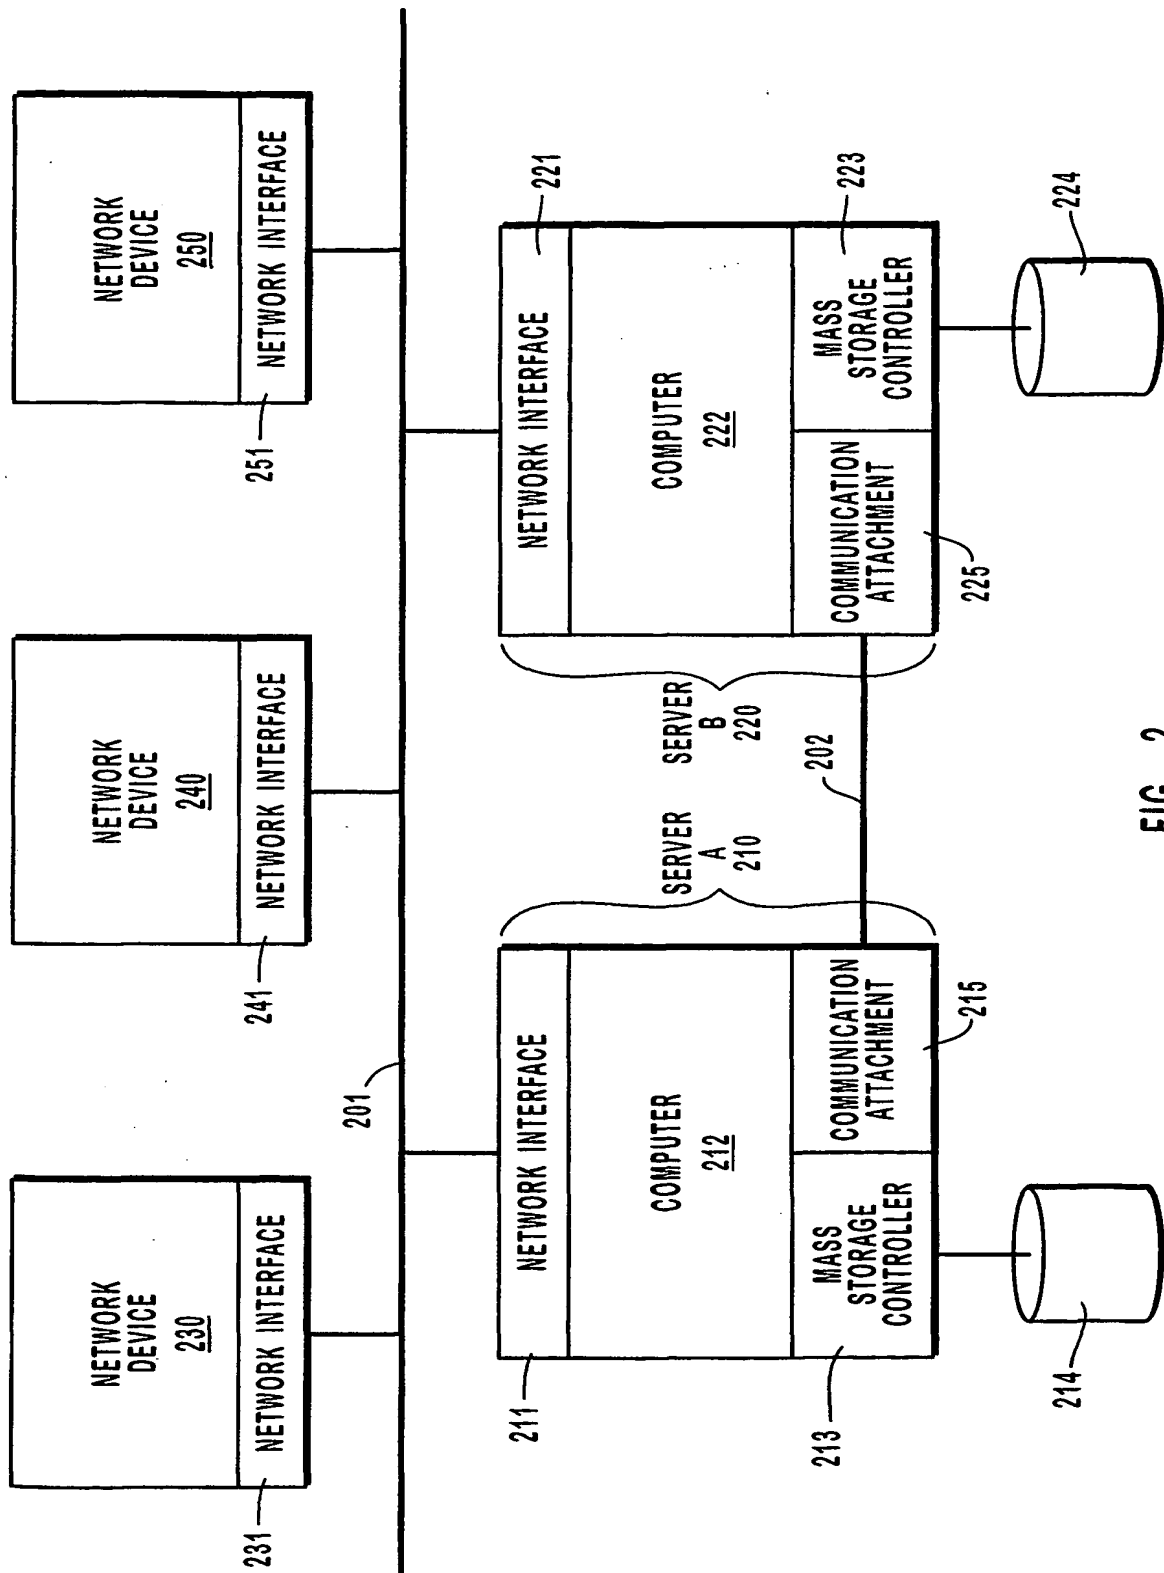 NETWORK
DEVICE
230
NETWORK INTERFACE
231
NETWORK
DEVICE
240
NETWORK INTERFACE
241
NETWORK
DEVICE
250
NETWORK INTERFACE
251
201
211
NETWORK INTERFACE
COMPUTER
212
MASS
STORAGE
CONTROLLER
213
COMMUNICATION
ATTACHMENT
215
214
SERVER
A
210
SERVER
B
220
202
NETWORK INTERFACE
221
COMPUTER
222
COMMUNICATION
ATTACHMENT
225
MASS
STORAGE
CONTROLLER
223
224
FIG. 2